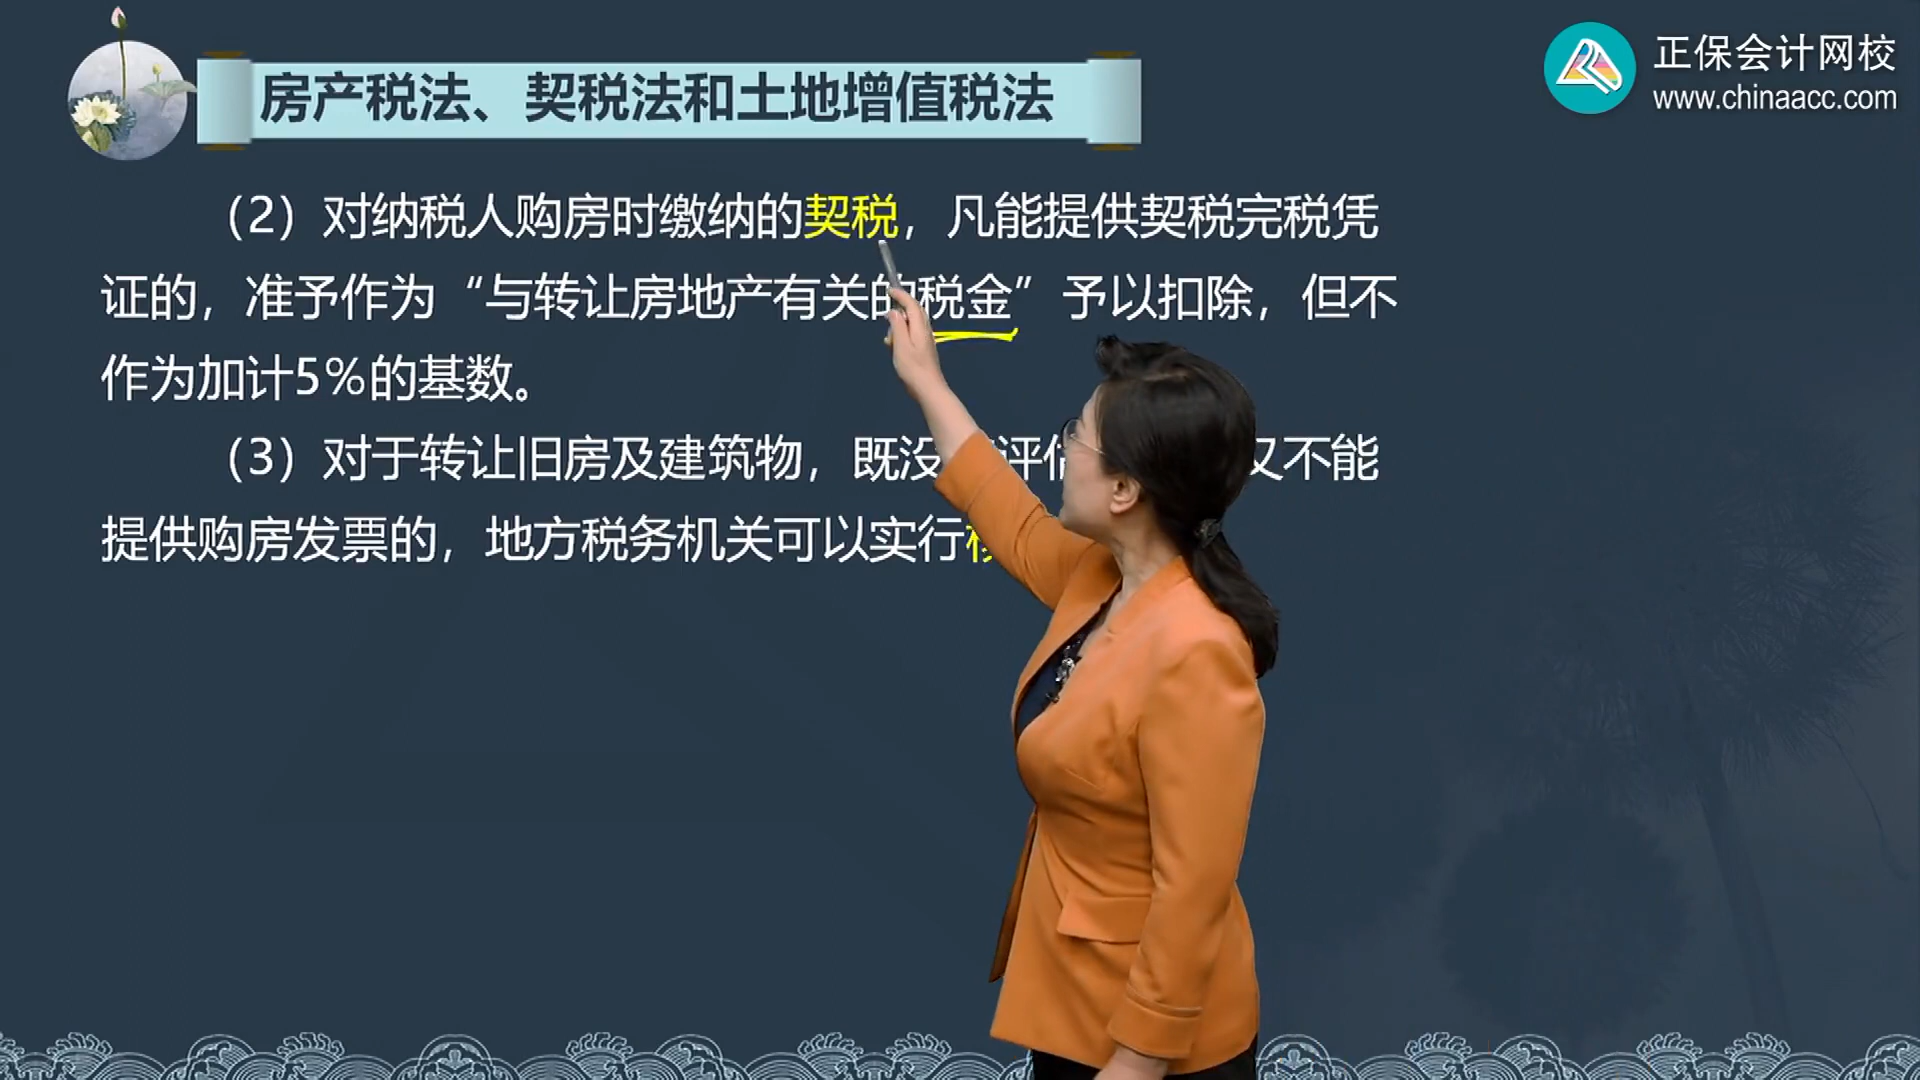 房产税法、契税法和土地增值税法
正保会计网校
www.chinaacc.com
（2）对纳税人购房时缴纳的契税，凡能提供契税完税凭
证的，准予作为“与转让房地产有关的税金”予以扣除，但不
作为加计5%的基数。
（3）对于转让旧房及建筑物，既没 评估 又不能
提供购房发票的，地方税务机关可以实行